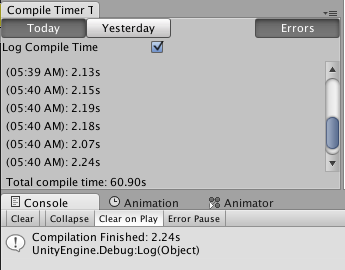 Compile Timer T
Today Yesterday Errors
Log Compile Time
(05:39 AM): 2.13s
(05:40 AM): 2.15s
(05:40 AM): 2.19s
(05:40 AM): 2.18s
(05:40 AM): 2.07s
(05:40 AM): 2.24s
Total compile time: 60.90s
Console Animation Animator
Clear Collapse Clear on Play Error Pause
Compilation Finished: 2.24s
UnityEngine.Debug:Log(Object)